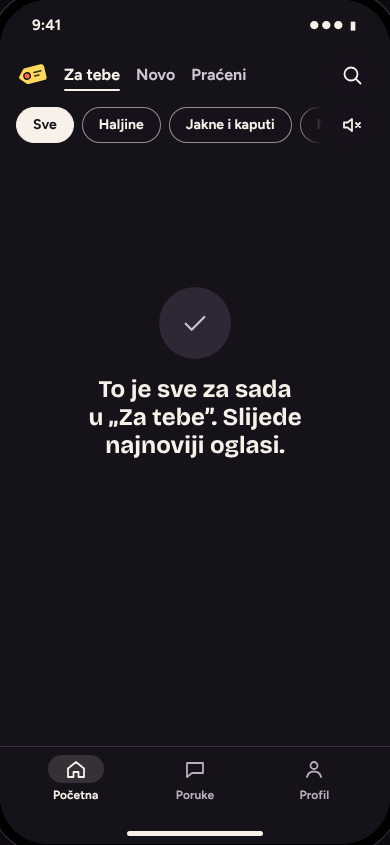 9:41
Za tebe Novo Praćeni
Sve Haljine Jakne i kaputi
To je sve za sada
u „Za tebe”. Slijede
najnoviji oglasi.
Početna Poruke Profil